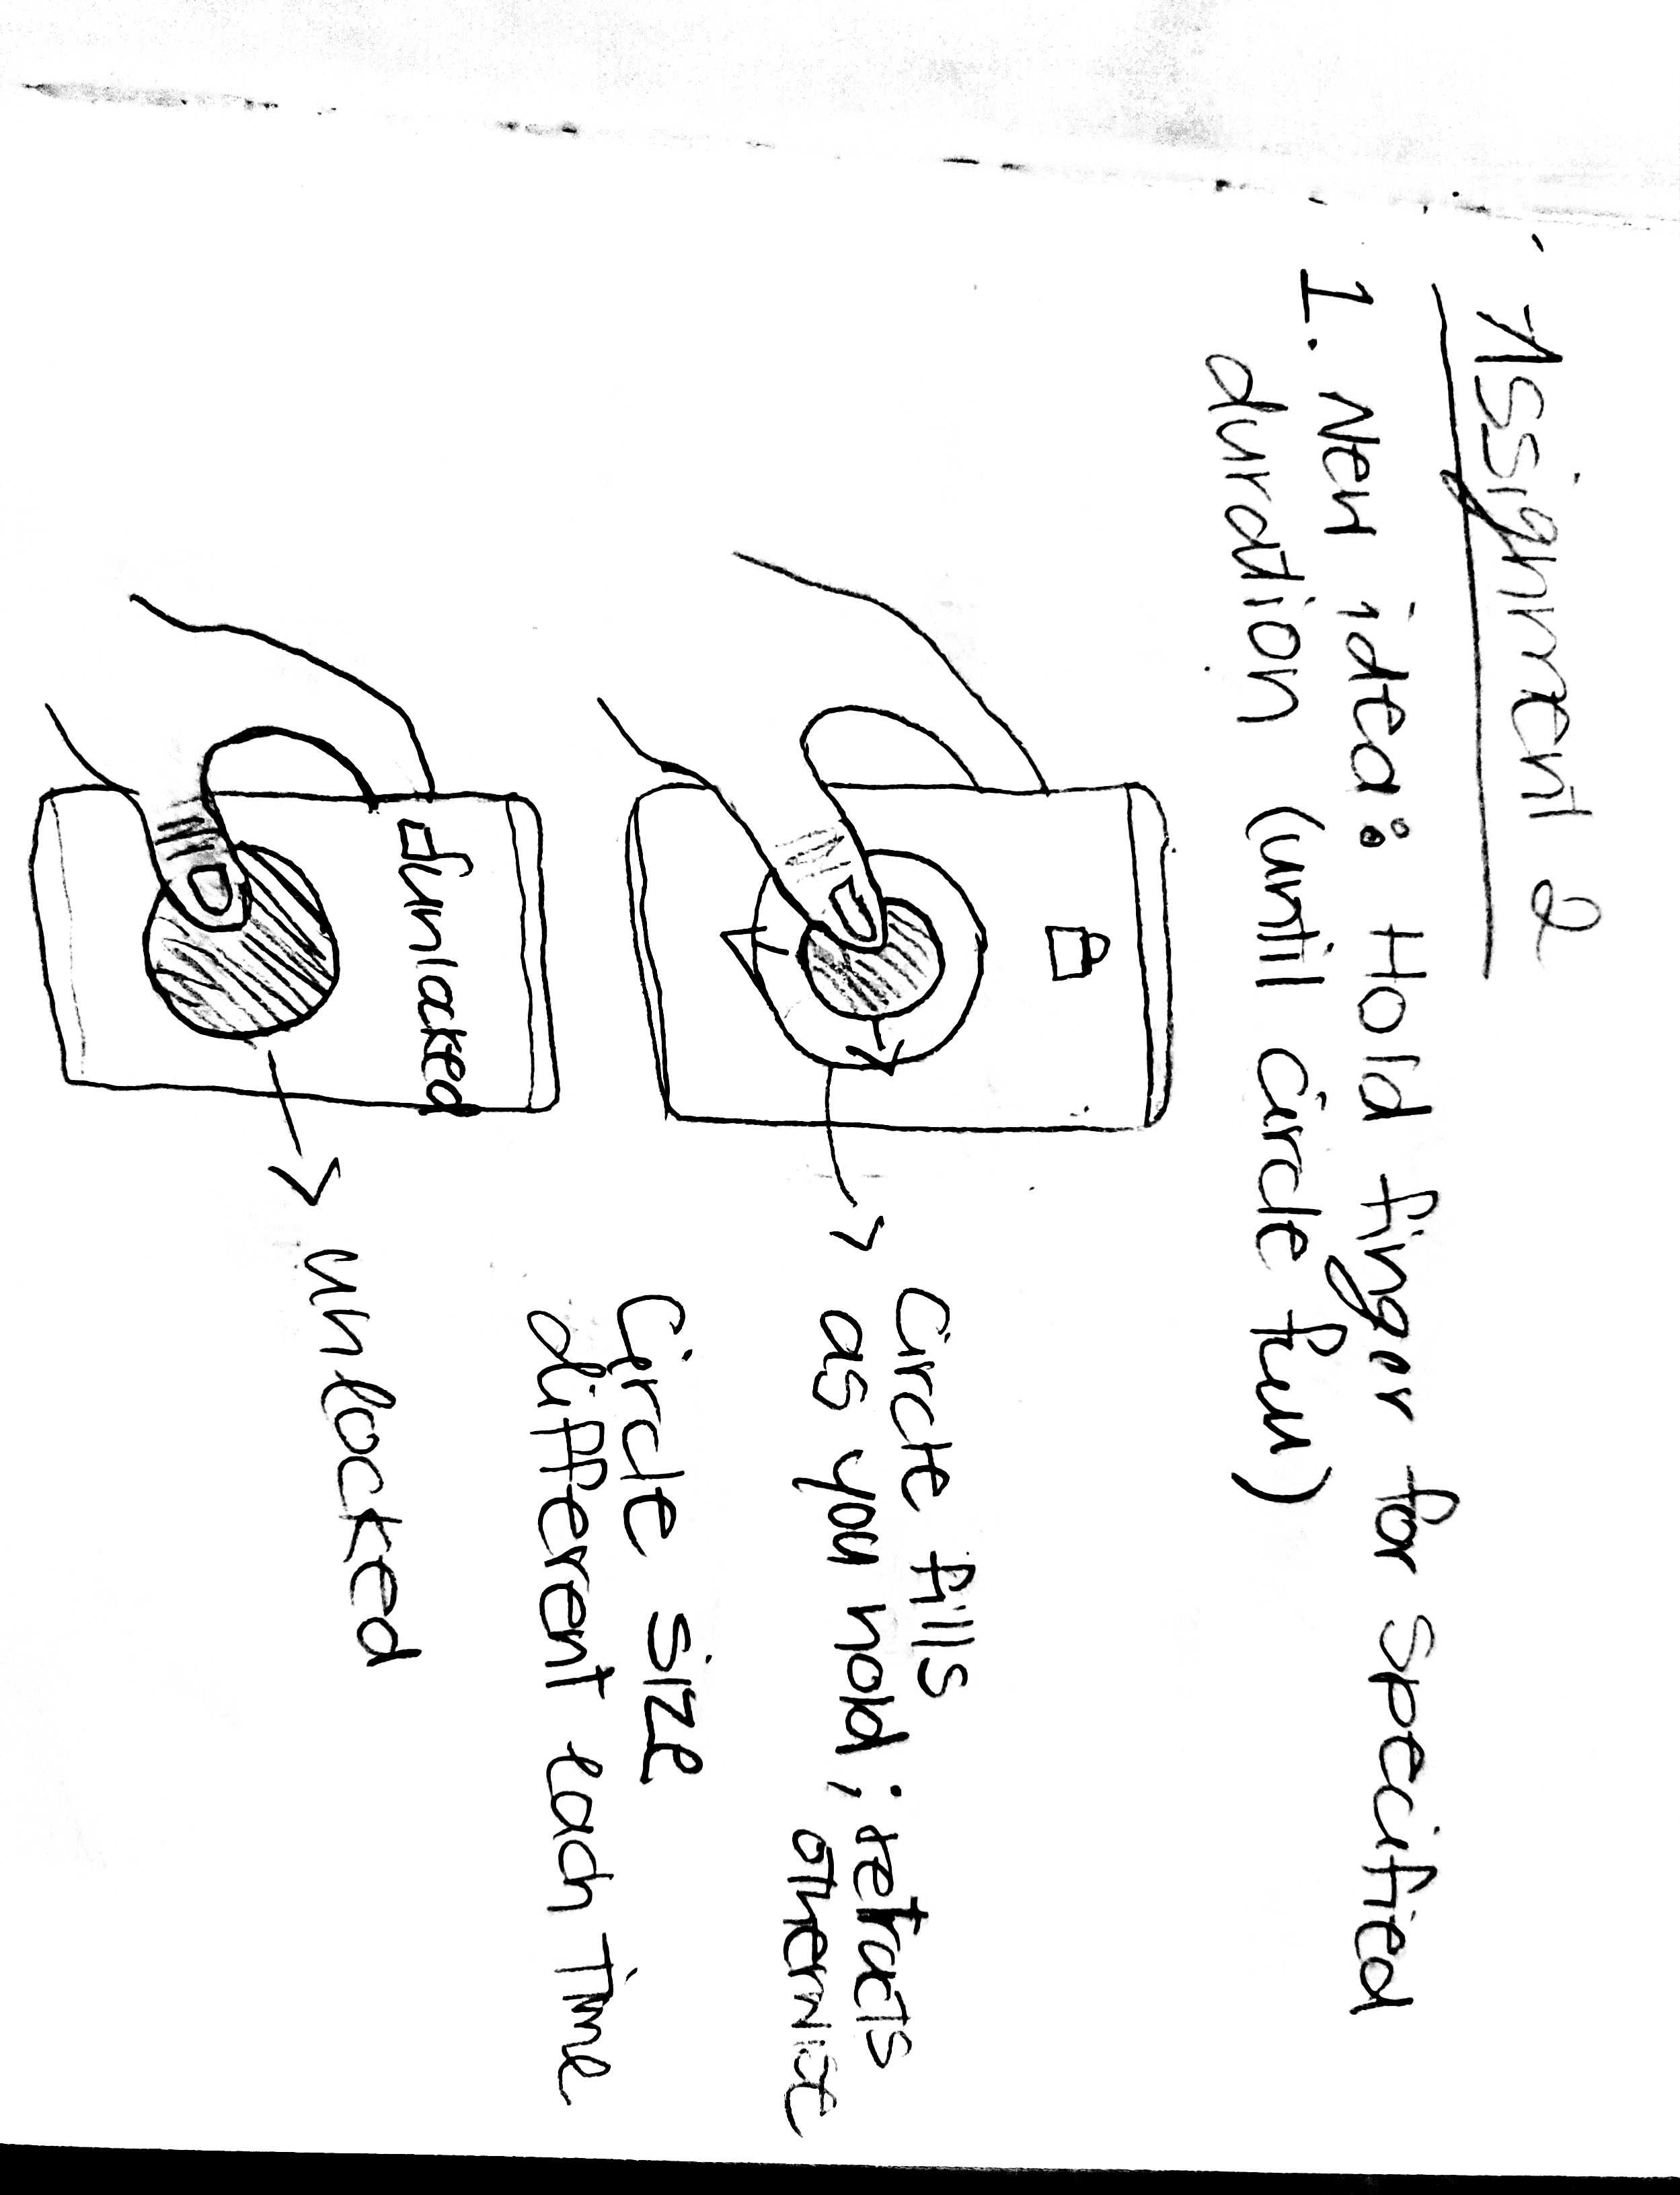 Assignment 2
1. New idea: Hold finger for specified
duration (until circle full)
circle fills
as you hold; retracts
otherwise
Circle size
different each time
unlocked
unlocked